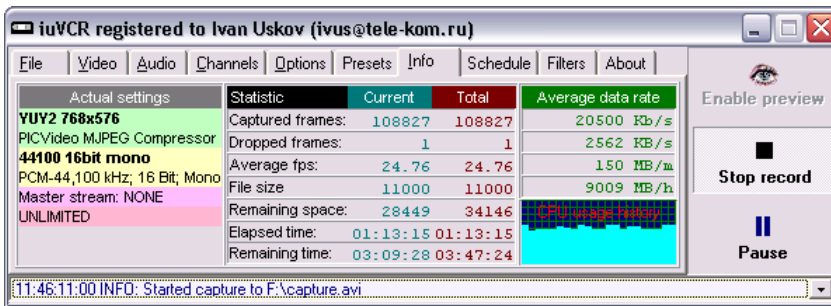 iuVCR registered to Ivan Uskov (ivus@tele-kom.ru)
File Video Audio Channels Options Presets Info Schedule Filters About
Actual settings
YUY2 768x576
PICVideo MJPEG Compressor
44100 16bit mono
PCM-44,100 kHz; 16 Bit; Mono
Master stream: NONE
UNLIMITED
Statistic Current Total
Captured frames: 108827 108827
Dropped frames: 1 1
Average fps: 24.76 24.76
File size 11000 11000
Remaining space: 28449 34146
Elapsed time: 01:13:15 01:13:15
Remaining time: 03:09:28 03:47:24
Average data rate
20500 Kb/s
2562 KB/s
150 MB/m
9009 MB/h
CPU usage history
Enable preview
Stop record
Pause
11:46:11:00 INFO: Started capture to F:\capture.avi